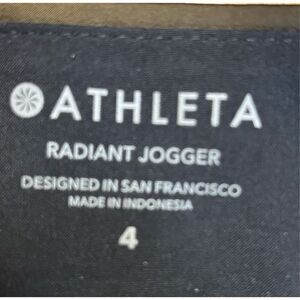 ATHLETA
RADIANT JOGGER
DESIGNED IN SAN FRANCISCO
MADE IN INDONESIA
4